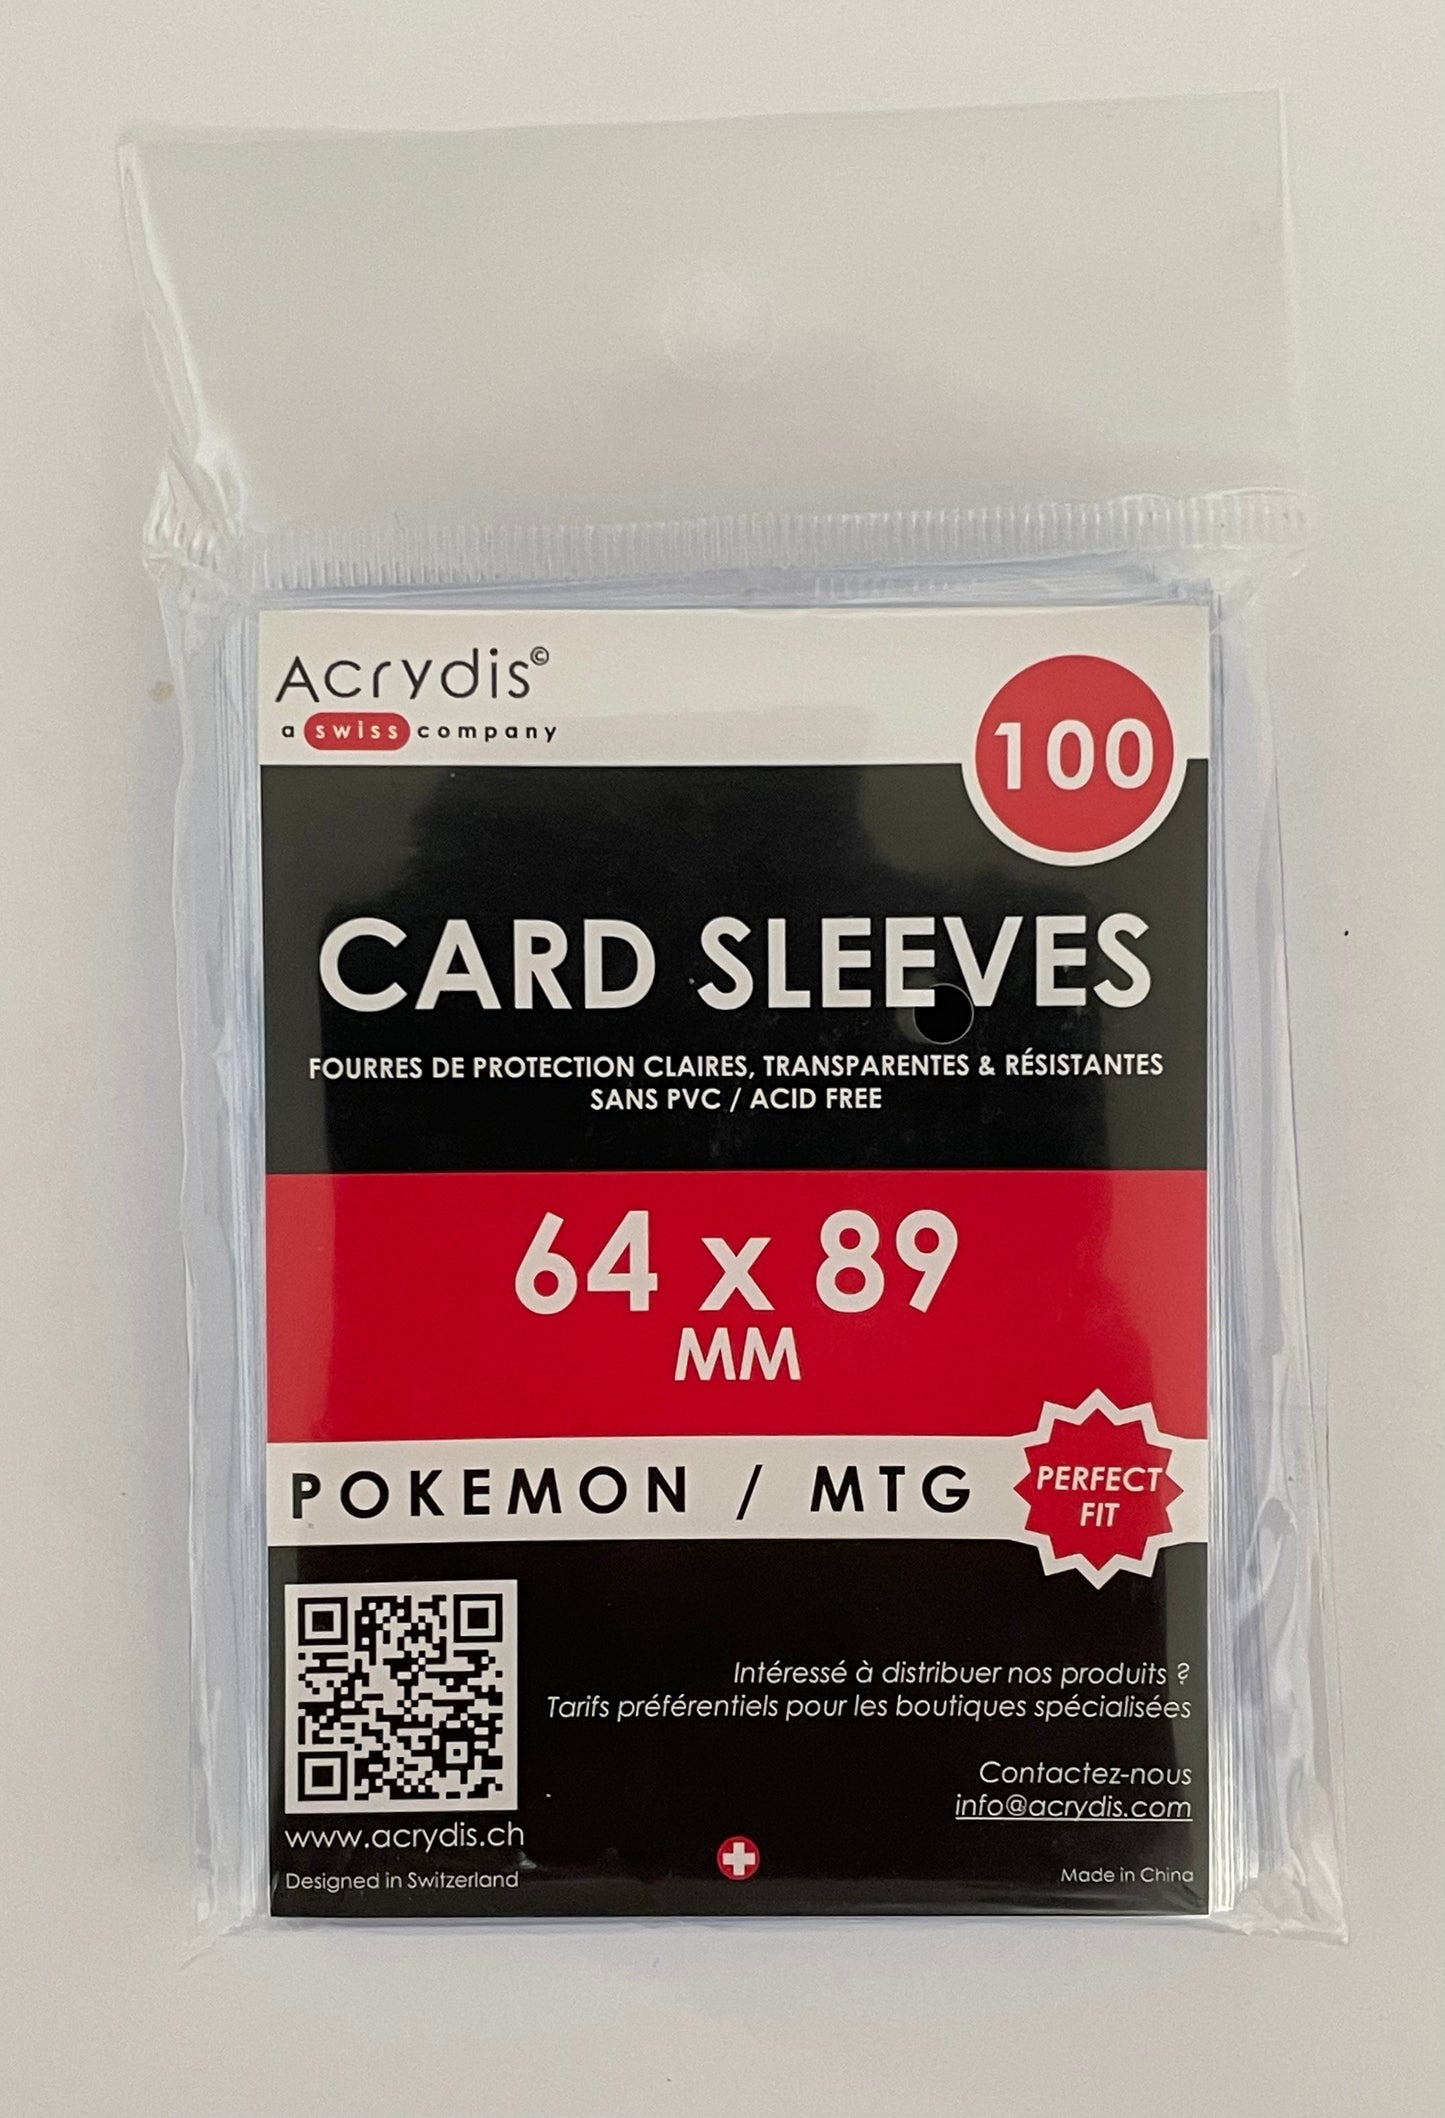 Acrydis©
a swiss company
100
CARD SLEEVES
FOURRES DE PROTECTION CLAIRES, TRANSPARENTES & RÉSISTANTES
SANS PVC / ACID FREE
64 x 89
MM
POKEMON / MTG
PERFECT
FIT
Intéressé à distribuer nos produits ?
Tarifs préférentiels pour les boutiques spécialisées
Contactez-nous
info@acrydis.com
www.acrydis.ch
Designed in Switzerland
Made in China